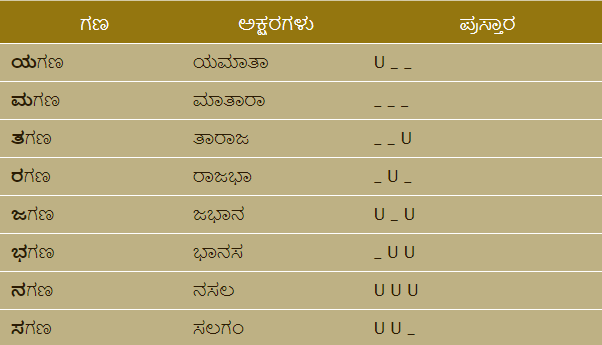 ಗಣ ಅಕ್ಷರಗಳು ಪ್ರಸ್ತಾರ
ಯಗಣ ಯಮಾತಾ U _ _
ಮಗಣ ಮಾತಾರಾ _ _ _
ತಗಣ ತಾರಾಜ _ _ U
ರಗಣ ರಾಜಭಾ _ U _
ಜಗಣ ಜಭಾನ U _ U
ಭಗಣ ಭಾನಸ _ U U
ನಗಣ ನಸಲ U U U
ಸಗಣ ಸಲಗಂ U U _